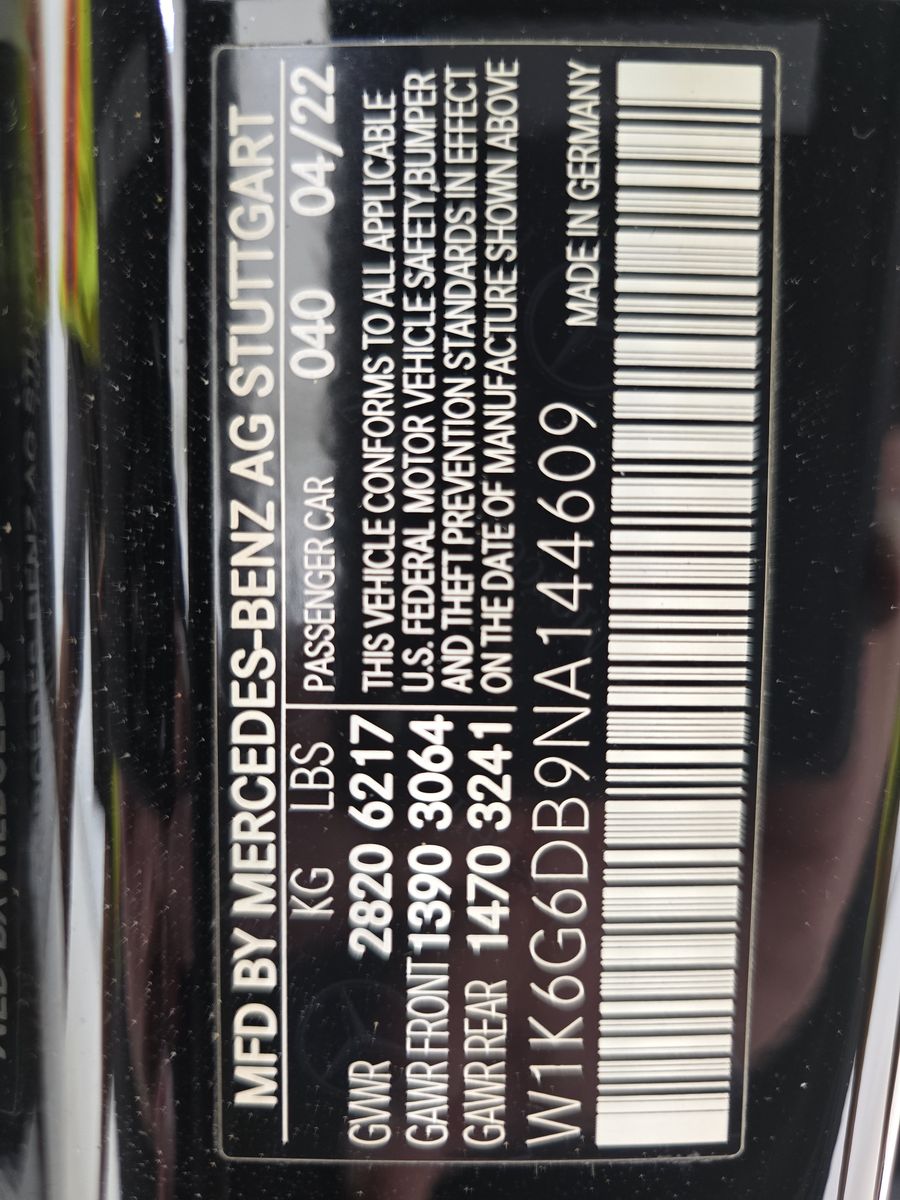 MFD BY MERCEDES-BENZ AG STUTTGART
KG LBS PASSENGER CAR 040 04/22
GVWR 2820 6217 THIS VEHICLE CONFORMS TO ALL APPLICABLE
GAWR FRONT 1390 3064 U.S. FEDERAL MOTOR VEHICLE SAFETY,BUMPER
GAWR REAR 1470 3241 AND THEFT PREVENTION STANDARDS IN EFFECT
ON THE DATE OF MANUFACTURE SHOWN ABOVE
W1K6G6DB9NA144609 MADE IN GERMANY